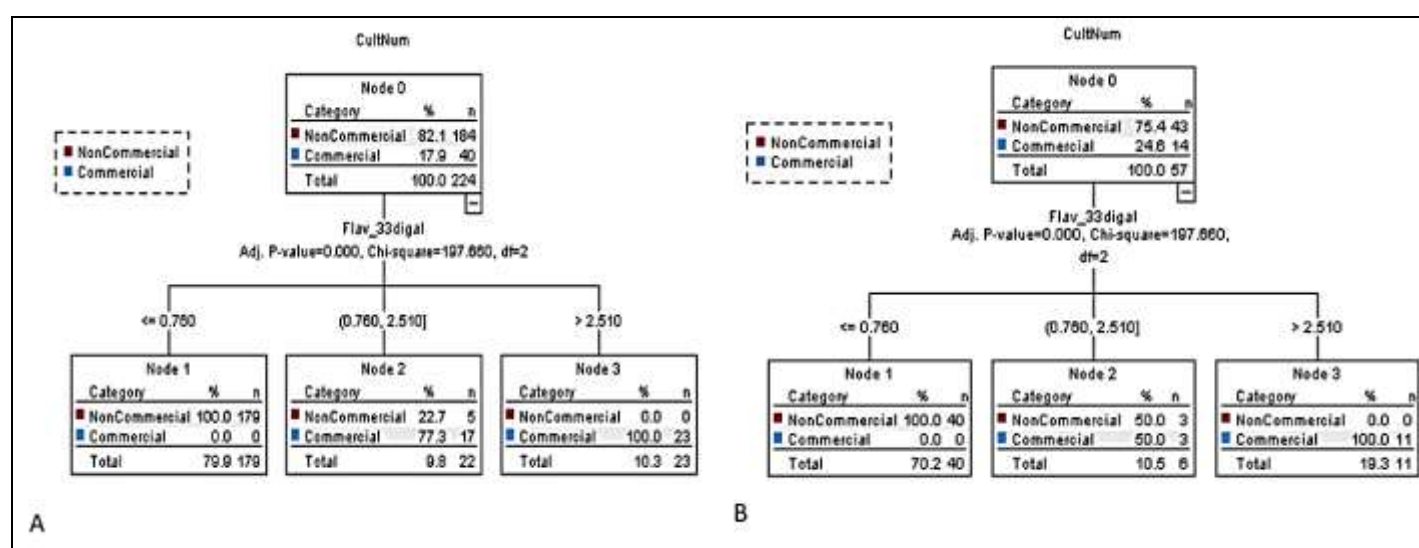 CultNum
Node 0
Category % n
NonCommercial 82.1 184
Commercial 17.9 40
Total 100.0 224
NonCommercial
Commercial
Flav_33digal
Adj. P-value=0.000, Chi-square=197.660, df=2
<= 0.760
(0.760, 2.510]
> 2.510
Node 1
Category % n
NonCommercial 100.0 179
Commercial 0.0 0
Total 79.9 179
Node 2
Category % n
NonCommercial 22.7 5
Commercial 77.3 17
Total 9.8 22
Node 3
Category % n
NonCommercial 0.0 0
Commercial 100.0 23
Total 10.3 23
A
CultNum
Node 0
Category % n
NonCommercial 75.4 43
Commercial 24.6 14
Total 100.0 57
NonCommercial
Commercial
Flav_33digal
Adj. P-value=0.000, Chi-square=197.660,
df=2
<= 0.760
(0.760, 2.510]
> 2.510
Node 1
Category % n
NonCommercial 100.0 40
Commercial 0.0 0
Total 70.2 40
Node 2
Category % n
NonCommercial 50.0 3
Commercial 50.0 3
Total 10.5 6
Node 3
Category % n
NonCommercial 0.0 0
Commercial 100.0 11
Total 19.3 11
B